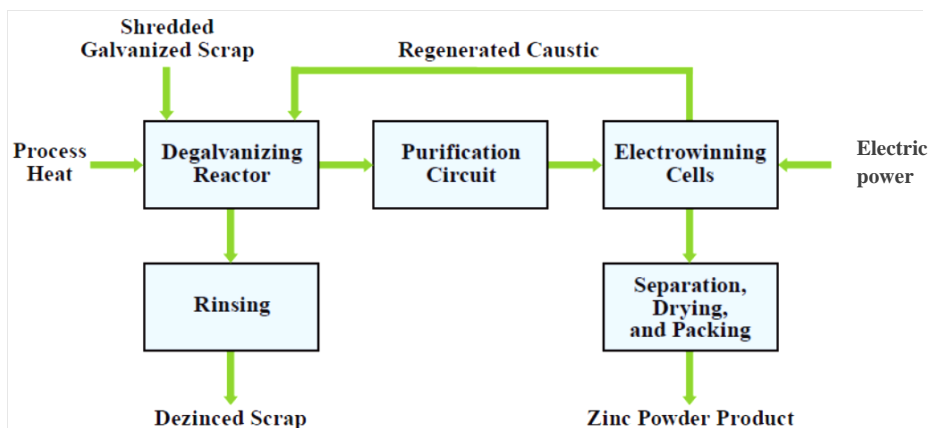 Shredded
Galvanized Scrap
Regenerated Caustic
Process
Heat
Degalvanizing
Reactor
Purification
Circuit
Electrowinning
Cells
Electric
power
Rinsing
Separation,
Drying,
and Packing
Dezinced Scrap
Zinc Powder Product